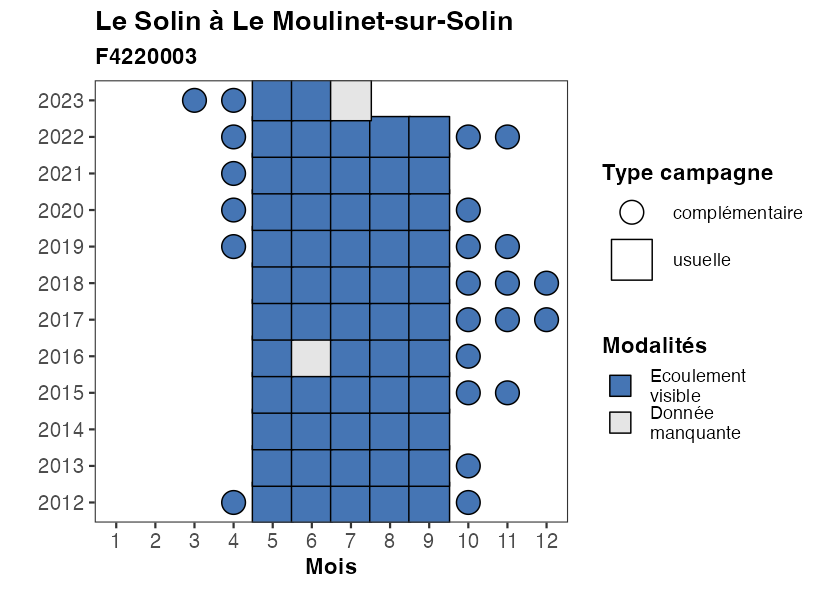 Le Solin à Le Moulinet-sur-Solin
F4220003
2023
2022
2021
2020
2019
2018
2017
2016
2015
2014
2013
2012
1 2 3 4 5 6 7 8 9 10 11 12
Mois
Type campagne
complémentaire
usuelle
Modalités
Ecoulement
visible
Donnée
manquante